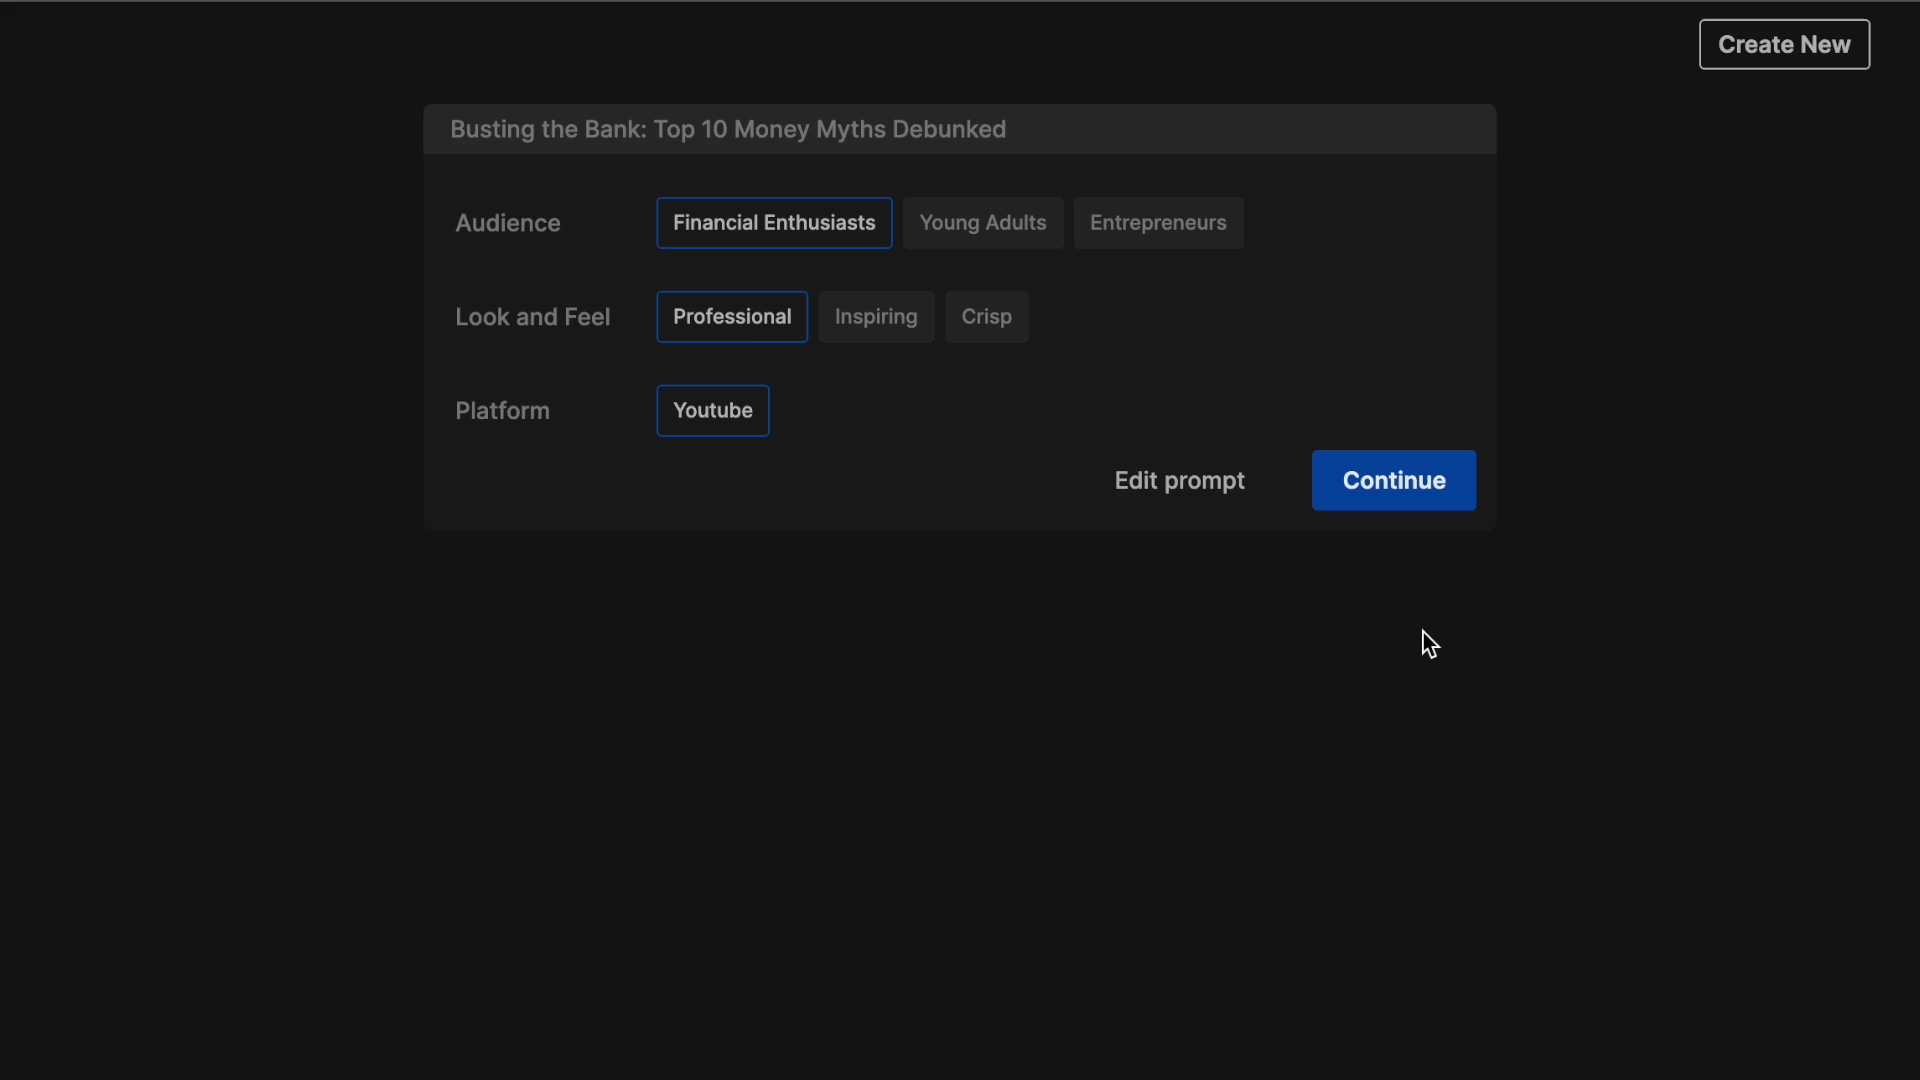 Create New
Busting the Bank: Top 10 Money Myths Debunked
Audience Financial Enthusiasts Young Adults Entrepreneurs
Look and Feel Professional Inspiring Crisp
Platform Youtube
Edit prompt Continue